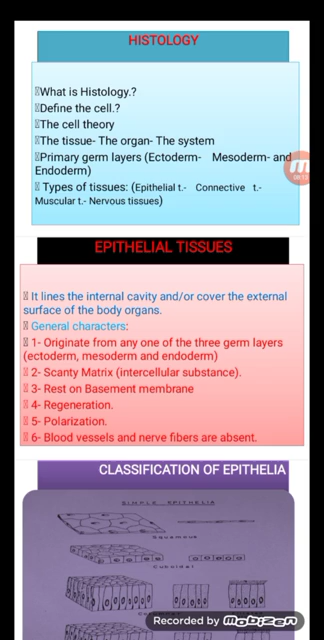 HISTOLOGY
What is Histology.?
Define the cell.?
The cell theory
The tissue- The organ- The system
Primary germ layers (Ectoderm- Mesoderm- and
Endoderm)
Types of tissues: (Epithelial t.- Connective t.-
Muscular t.- Nervous tissues)
EPITHELIAL TISSUES
It lines the internal cavity and/or cover the external
surface of the body organs.
General characters:
1- Originate from any one of the three germ layers
(ectoderm, mesoderm and endoderm)
2- Scanty Matrix (intercellular substance).
3- Rest on Basement membrane
4- Regeneration.
5- Polarization.
6- Blood vessels and nerve fibers are absent.
CLASSIFICATION OF EPITHELIA
SIMPLE EPITHELIA
Squamous
Cuboidal
Recorded by mobizen